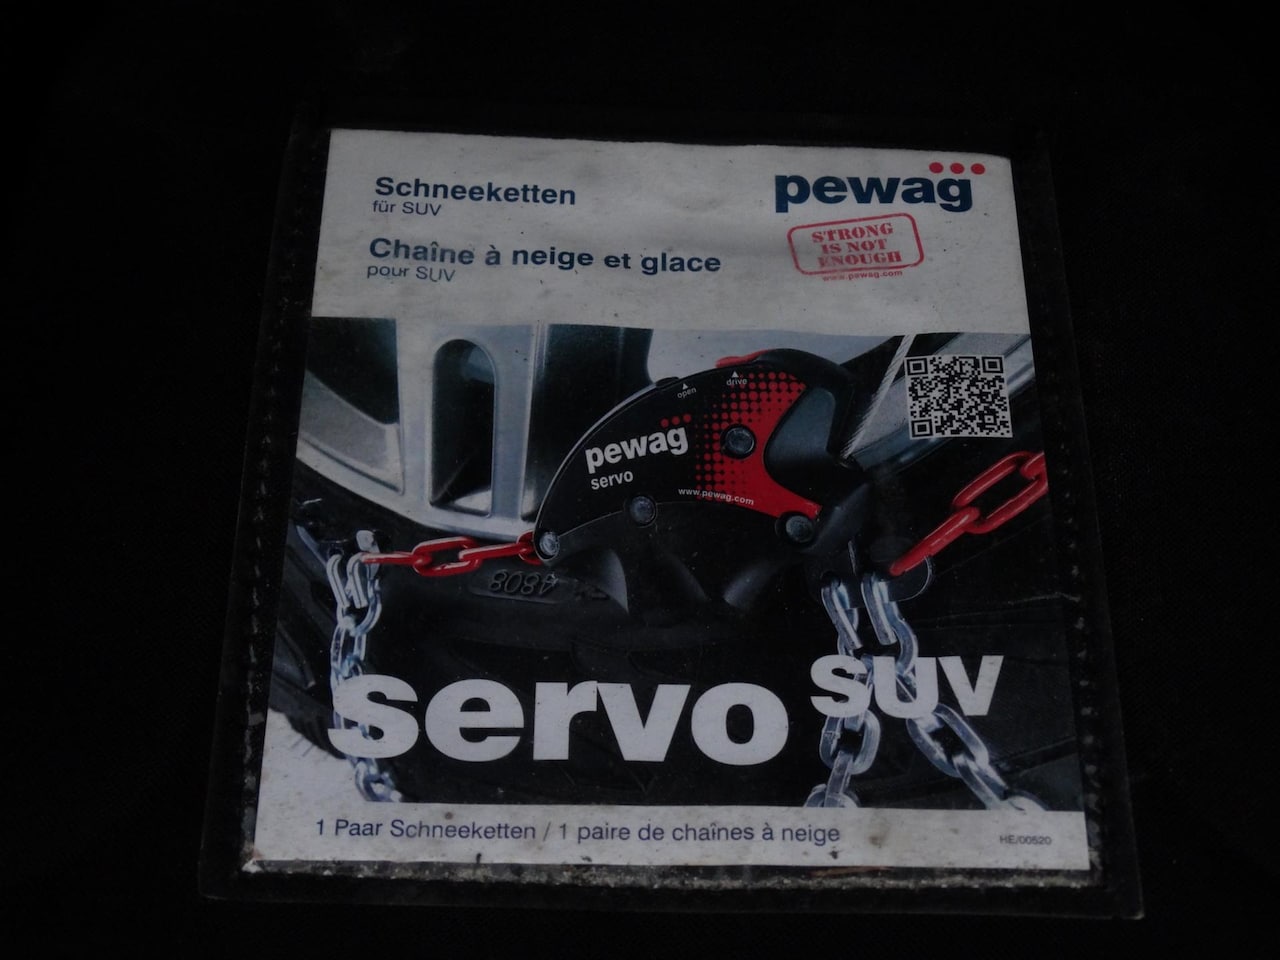 Schneeketten
für SUV
Chaîne à neige et glace
pour SUV
pewag
STRONG
IS NOT
ENOUGH
www.pewag.com
open
drive
pewag
servo
www.pewag.com
8084
servo SUV
1 Paar Schneeketten / 1 paire de chaînes à neige
HE/00520